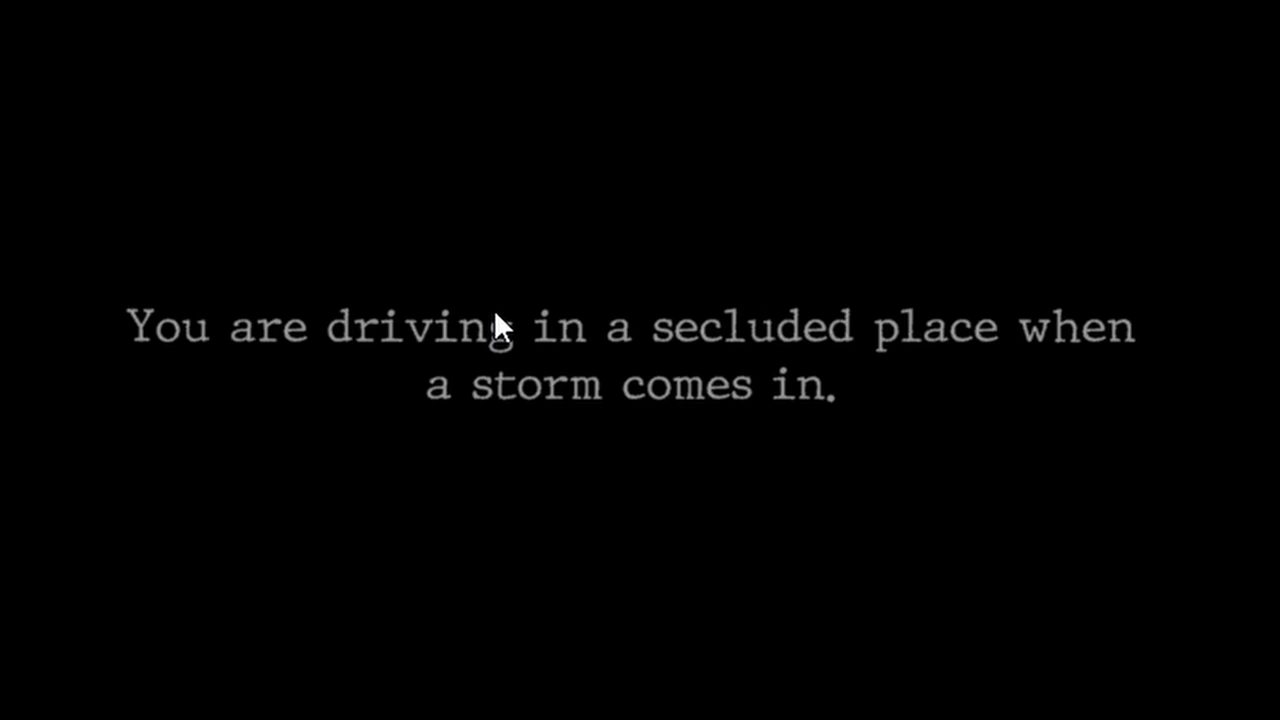 You are driving in a secluded place when
a storm comes in.